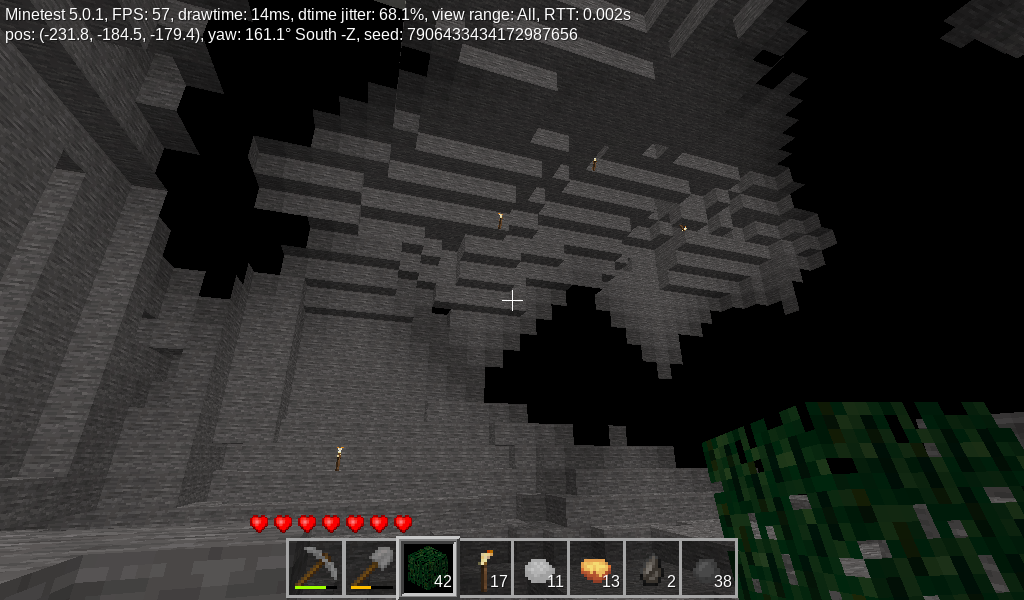 Minetest 5.0.1, FPS: 57, drawtime: 14ms, dtime jitter: 68.1%, view range: All, RTT: 0.002s
pos: (-231.8, -184.5, -179.4), yaw: 161.1° South -Z, seed: 7906433434172987656
42 17 11 13 2 38